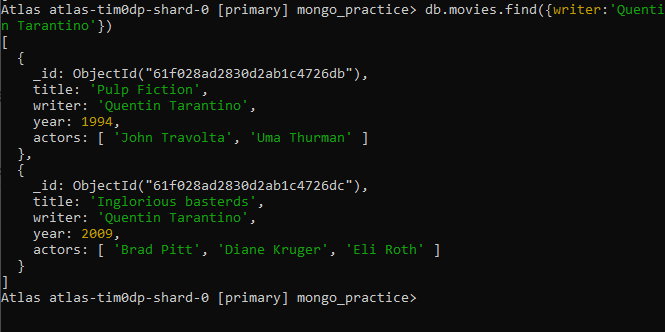 Atlas atlas-tim0dp-shard-0 [primary] mongo_practice> db.movies.find({writer:'Quenti
n Tarantino'})
[
  {
    _id: ObjectId("61f028ad2830d2ab1c4726db"),
    title: 'Pulp Fiction',
    writer: 'Quentin Tarantino',
    year: 1994,
    actors: [ 'John Travolta', 'Uma Thurman' ]
  },
  {
    _id: ObjectId("61f028ad2830d2ab1c4726dc"),
    title: 'Inglorious basterds',
    writer: 'Quentin Tarantino',
    year: 2009,
    actors: [ 'Brad Pitt', 'Diane Kruger', 'Eli Roth' ]
  }
]
Atlas atlas-tim0dp-shard-0 [primary] mongo_practice>